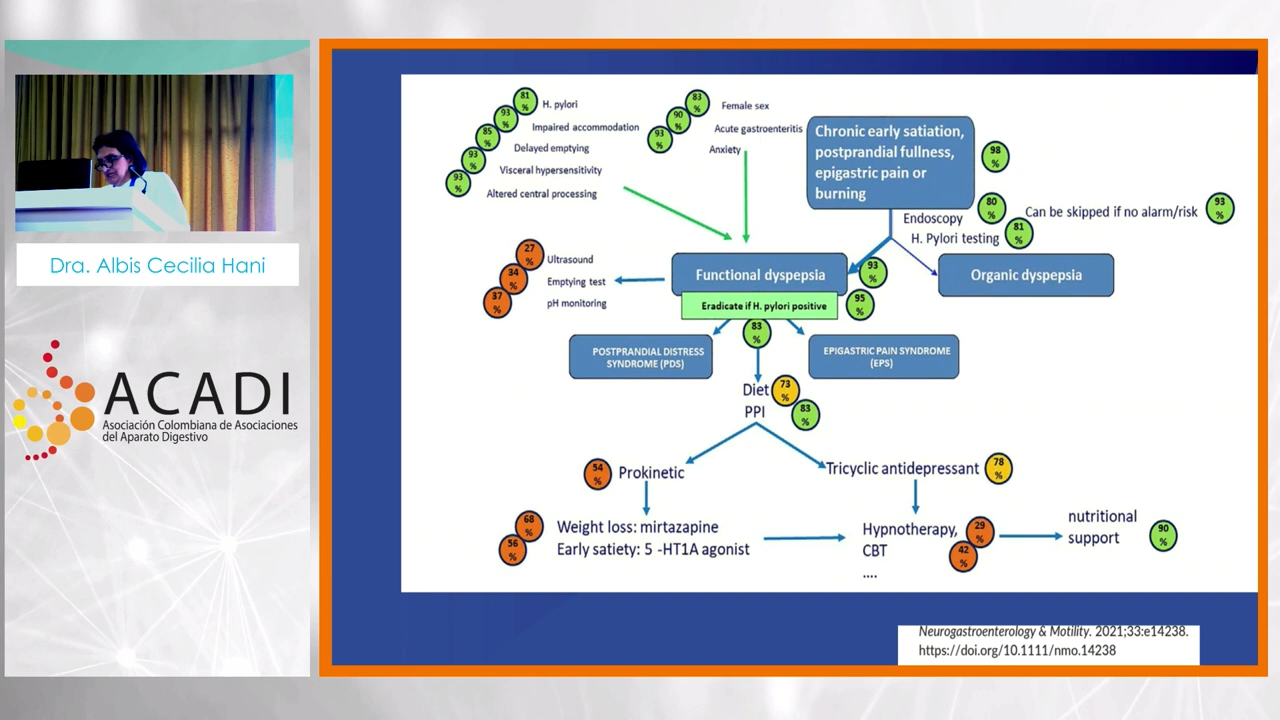 81
%
H. pylori
93
%
Impaired accommodation
85
%
Delayed emptying
93
%
Visceral hypersensitivity
93
%
Altered central processing
83
%
Female sex
90
%
Acute gastroenteritis
93
%
Anxiety
Chronic early satiation,
postprandial fullness,
epigastric pain or
burning
98
%
Endoscopy
80
%
Can be skipped if no alarm/risk
93
%
H. Pylori testing
81
%
27
%
Ultrasound
34
%
Emptying test
37
%
pH monitoring
Functional dyspepsia
93
%
Organic dyspepsia
Eradicate if H. pylori positive
95
%
83
%
POSTPRANDIAL DISTRESS
SYNDROME (PDS)
EPIGASTRIC PAIN SYNDROME
(EPS)
Diet
73
%
PPI
83
%
54
%
Prokinetic
Tricyclic antidepressant
78
%
68
%
Weight loss: mirtazapine
56
%
Early satiety: 5 -HT1A agonist
Hypnotherapy,
29
%
CBT
42
%
....
nutritional
support
90
%
Neurogastroenterology & Motility. 2021;33:e14238.
https://doi.org/10.1111/nmo.14238
Dra. Albis Cecilia Hani
ACADI
Asociación Colombiana de Asociaciones
del Aparato Digestivo